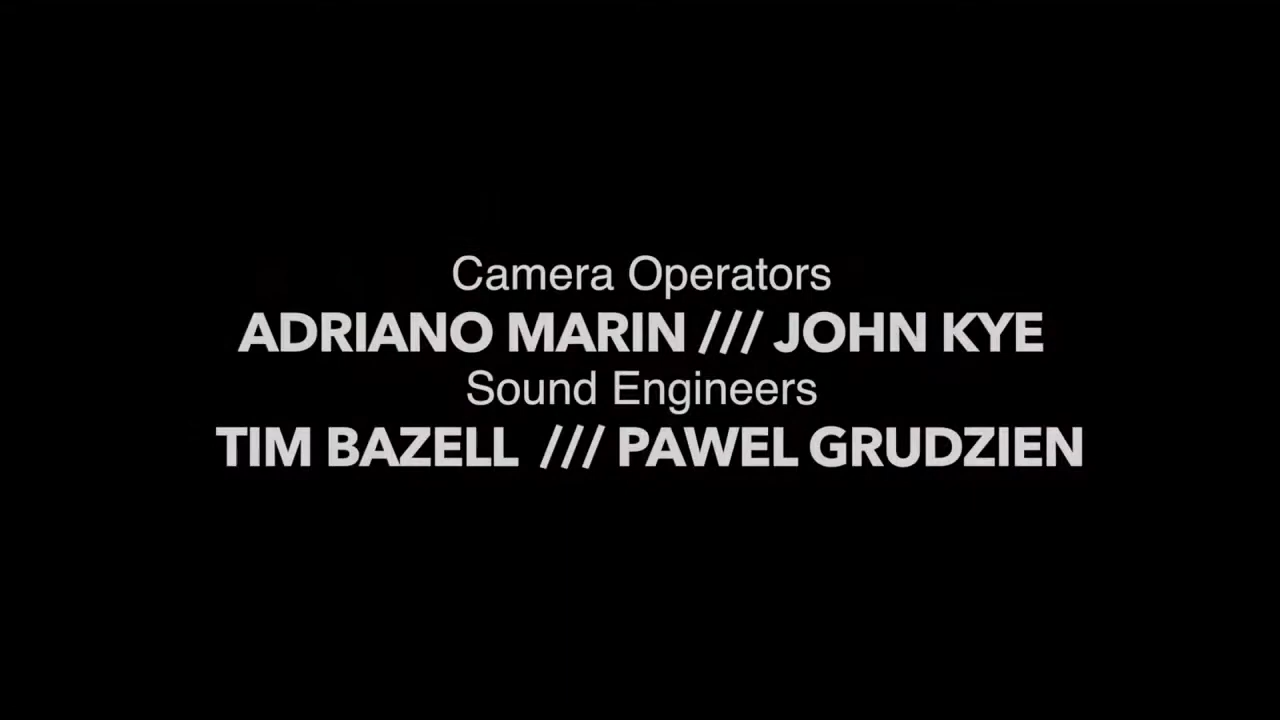 Camera Operators
ADRIANO MARIN /// JOHN KYE
Sound Engineers
TIM BAZELL /// PAWEL GRUDZIEN